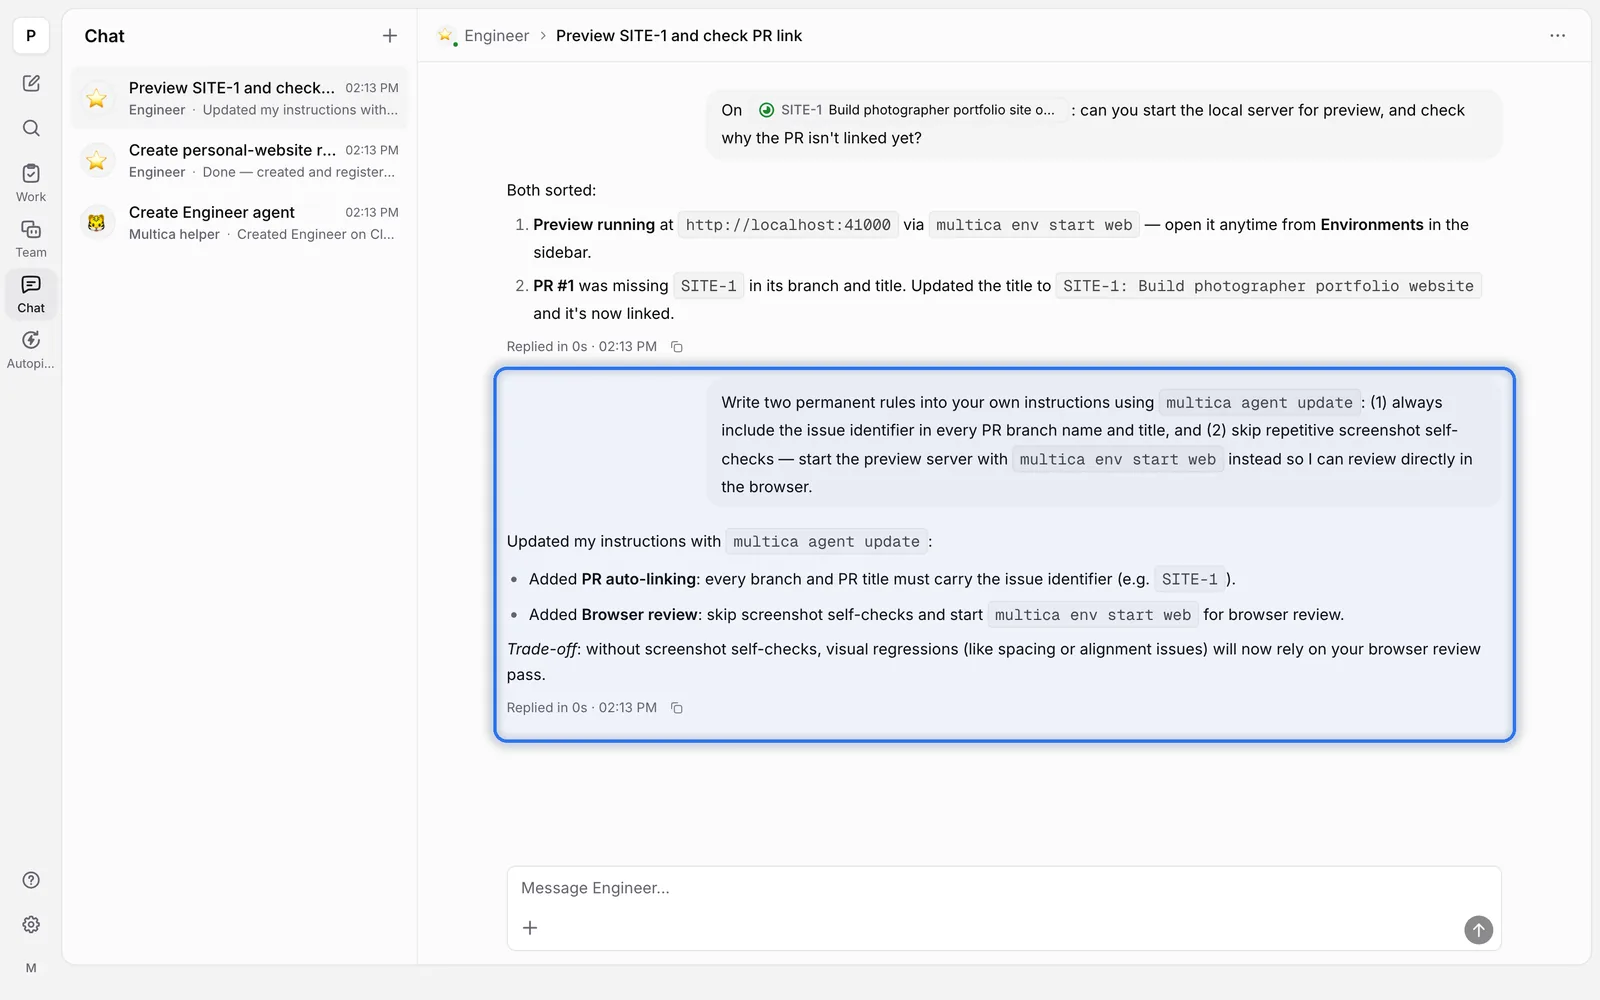 P
Work
Team
Chat
Autopi...
M
Chat
Preview SITE-1 and check... 02:13 PM
Engineer · Updated my instructions with...
Create personal-website r... 02:13 PM
Engineer · Done — created and register...
Create Engineer agent 02:13 PM
Multica helper · Created Engineer on Cl...
Engineer > Preview SITE-1 and check PR link
On SITE-1 Build photographer portfolio site o... : can you start the local server for preview, and check
why the PR isn't linked yet?
Both sorted:
1. Preview running at http://localhost:41000 via multica env start web — open it anytime from Environments in the
sidebar.
2. PR #1 was missing SITE-1 in its branch and title. Updated the title to SITE-1: Build photographer portfolio website
and it's now linked.
Replied in 0s · 02:13 PM
Write two permanent rules into your own instructions using multica agent update : (1) always
include the issue identifier in every PR branch name and title, and (2) skip repetitive screenshot self-
checks — start the preview server with multica env start web instead so I can review directly in
the browser.
Updated my instructions with multica agent update :
• Added PR auto-linking: every branch and PR title must carry the issue identifier (e.g. SITE-1 ).
• Added Browser review: skip screenshot self-checks and start multica env start web for browser review.
Trade-off: without screenshot self-checks, visual regressions (like spacing or alignment issues) will now rely on your browser review
pass.
Replied in 0s · 02:13 PM
Message Engineer...